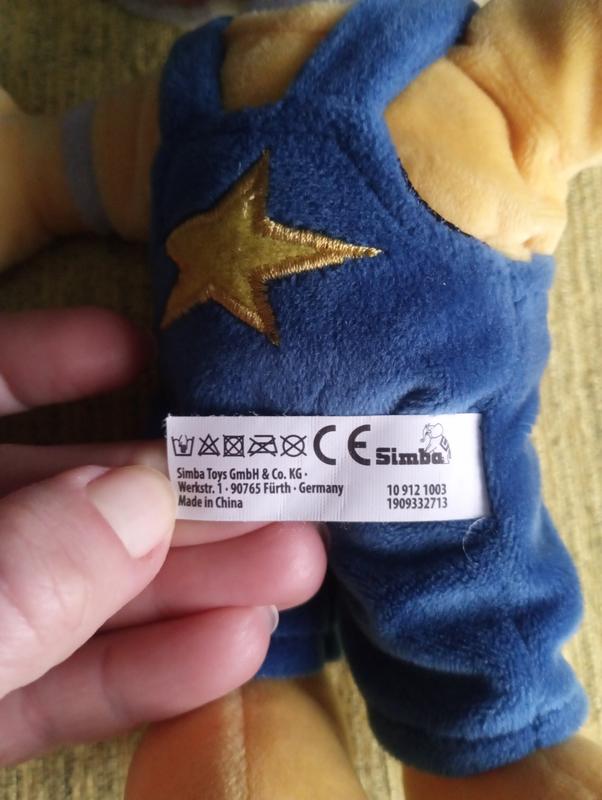 CE Simba
Simba Toys GmbH & Co. KG ·
Werkstr. 1 · 90765 Fürth · Germany 10 912 1003
Made in China 1909332713